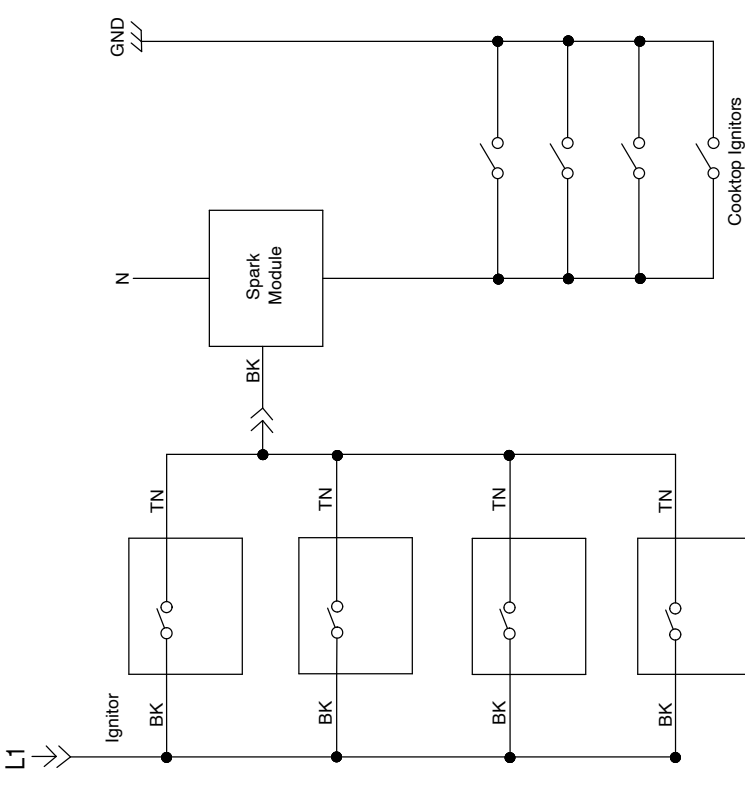 GND
Cooktop Ignitors
N
Spark
Module
BK
TN
TN
TN
TN
Ignitor
BK
BK
BK
BK
L1